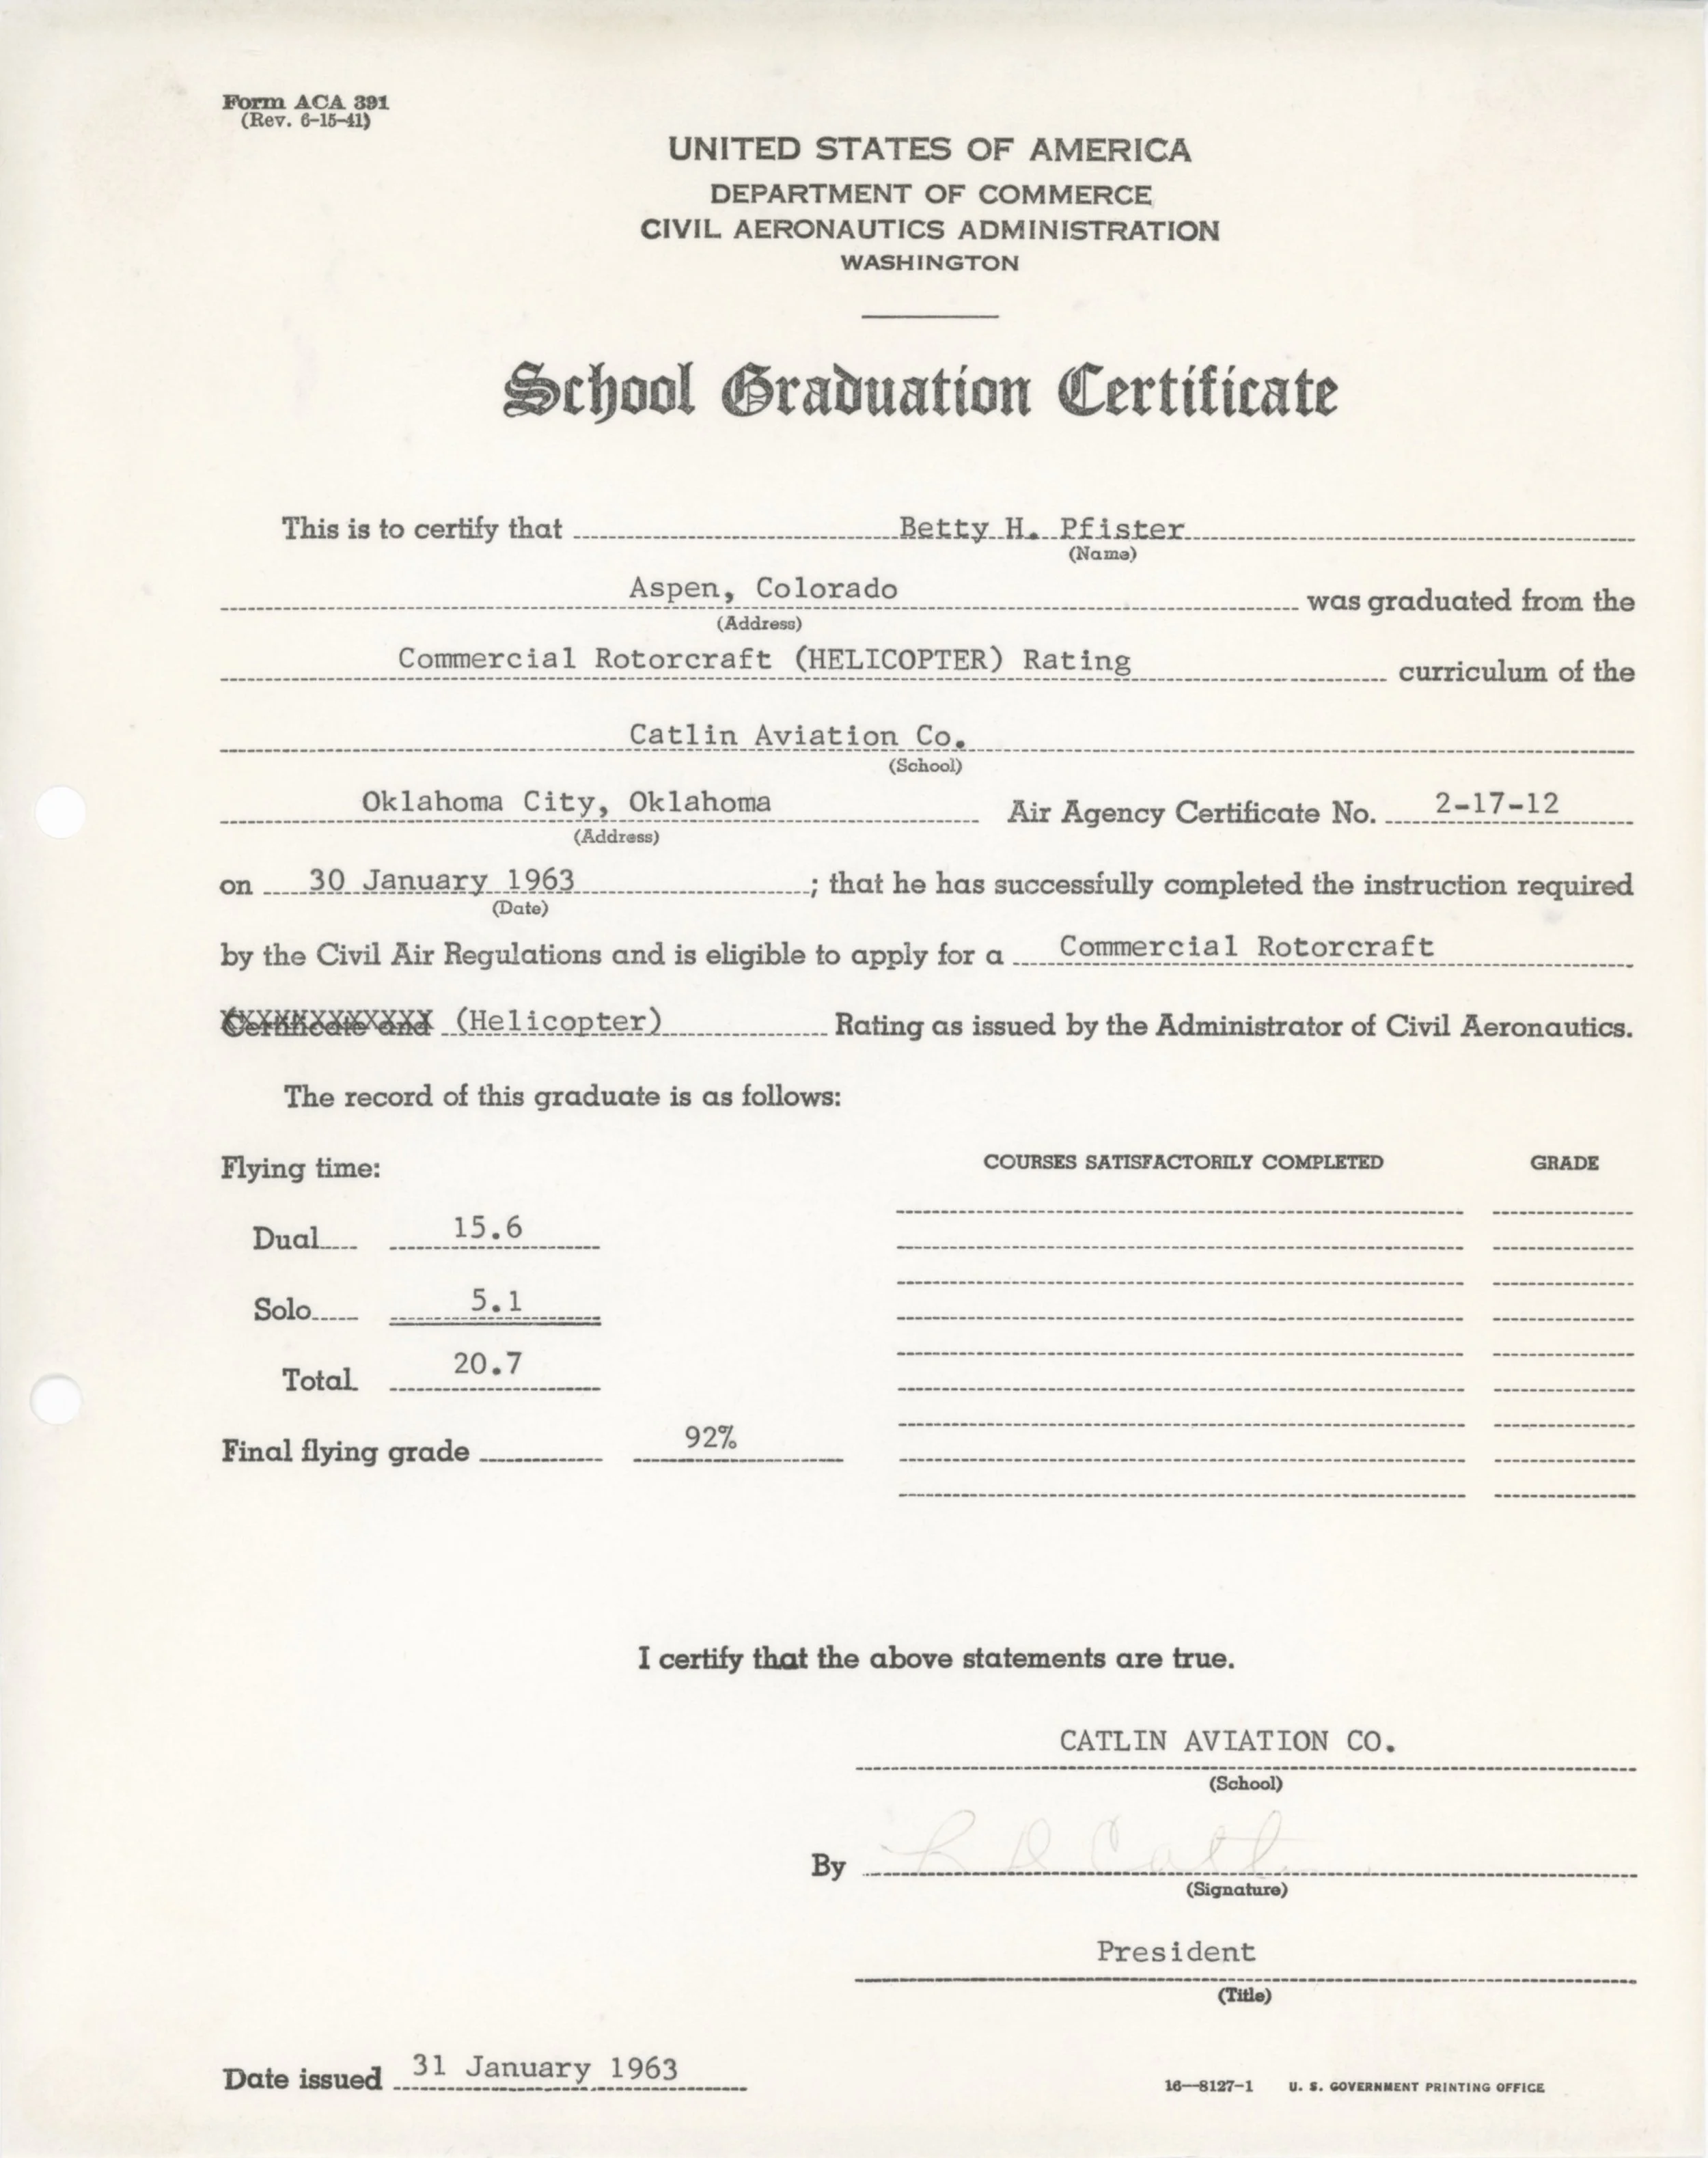 Form ACA 391
(Rev. 6-15-41)
UNITED STATES OF AMERICA
DEPARTMENT OF COMMERCE
CIVIL AERONAUTICS ADMINISTRATION
WASHINGTON
School Graduation Certificate
This is to certify that Betty H. Pfister
(Name)
Aspen, Colorado was graduated from the
(Address)
Commercial Rotorcraft (HELICOPTER) Rating curriculum of the
Catlin Aviation Co.
(School)
Oklahoma City, Oklahoma Air Agency Certificate No. 2-17-12
(Address)
on 30 January 1963 ; that he has successfully completed the instruction required
(Date)
by the Civil Air Regulations and is eligible to apply for a Commercial Rotorcraft
Certificate and (Helicopter) Rating as issued by the Administrator of Civil Aeronautics.
The record of this graduate is as follows:
Flying time: COURSES SATISFACTORILY COMPLETED GRADE
Dual 15.6
Solo 5.1
Total 20.7
Final flying grade 92%
I certify that the above statements are true.
CATLIN AVIATION CO.
(School)
By R D Catlin
(Signature)
President
(Title)
Date issued 31 January 1963
16—8127-1 U. S. GOVERNMENT PRINTING OFFICE